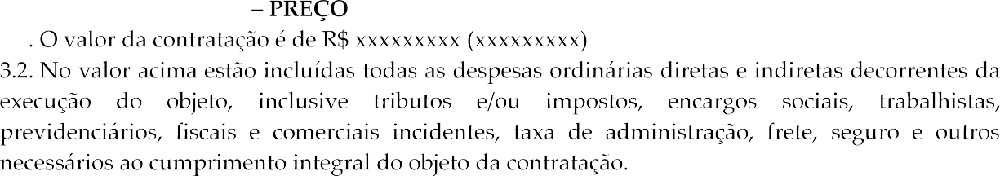 – PREÇO
. O valor da contratação é de R$ xxxxxxxxx (xxxxxxxxx)
3.2. No valor acima estão incluídas todas as despesas ordinárias diretas e indiretas decorrentes da
execução do objeto, inclusive tributos e/ou impostos, encargos sociais, trabalhistas,
previdenciários, fiscais e comerciais incidentes, taxa de administração, frete, seguro e outros
necessários ao cumprimento integral do objeto da contratação.